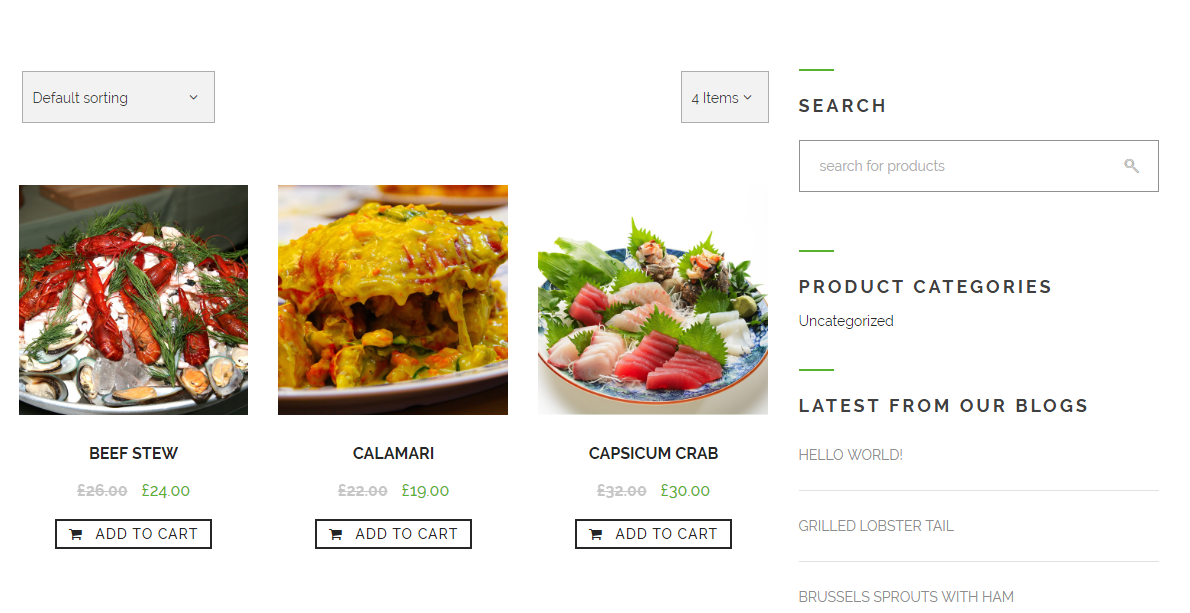 Default sorting
4 Items
BEEF STEW
£26.00 £24.00
ADD TO CART
CALAMARI
£22.00 £19.00
ADD TO CART
CAPSICUM CRAB
£32.00 £30.00
ADD TO CART
SEARCH
search for products
PRODUCT CATEGORIES
Uncategorized
LATEST FROM OUR BLOGS
HELLO WORLD!
GRILLED LOBSTER TAIL
BRUSSELS SPROUTS WITH HAM